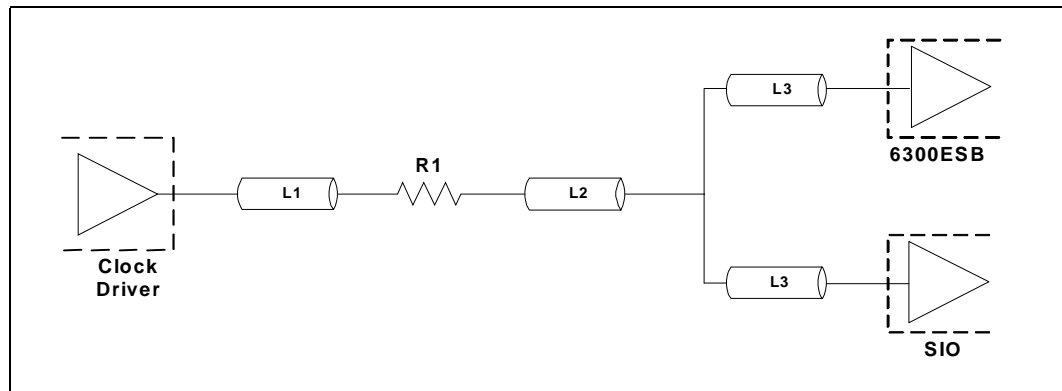 L3
6300ESB
R1
L1
L2
Clock
Driver
L3
SIO